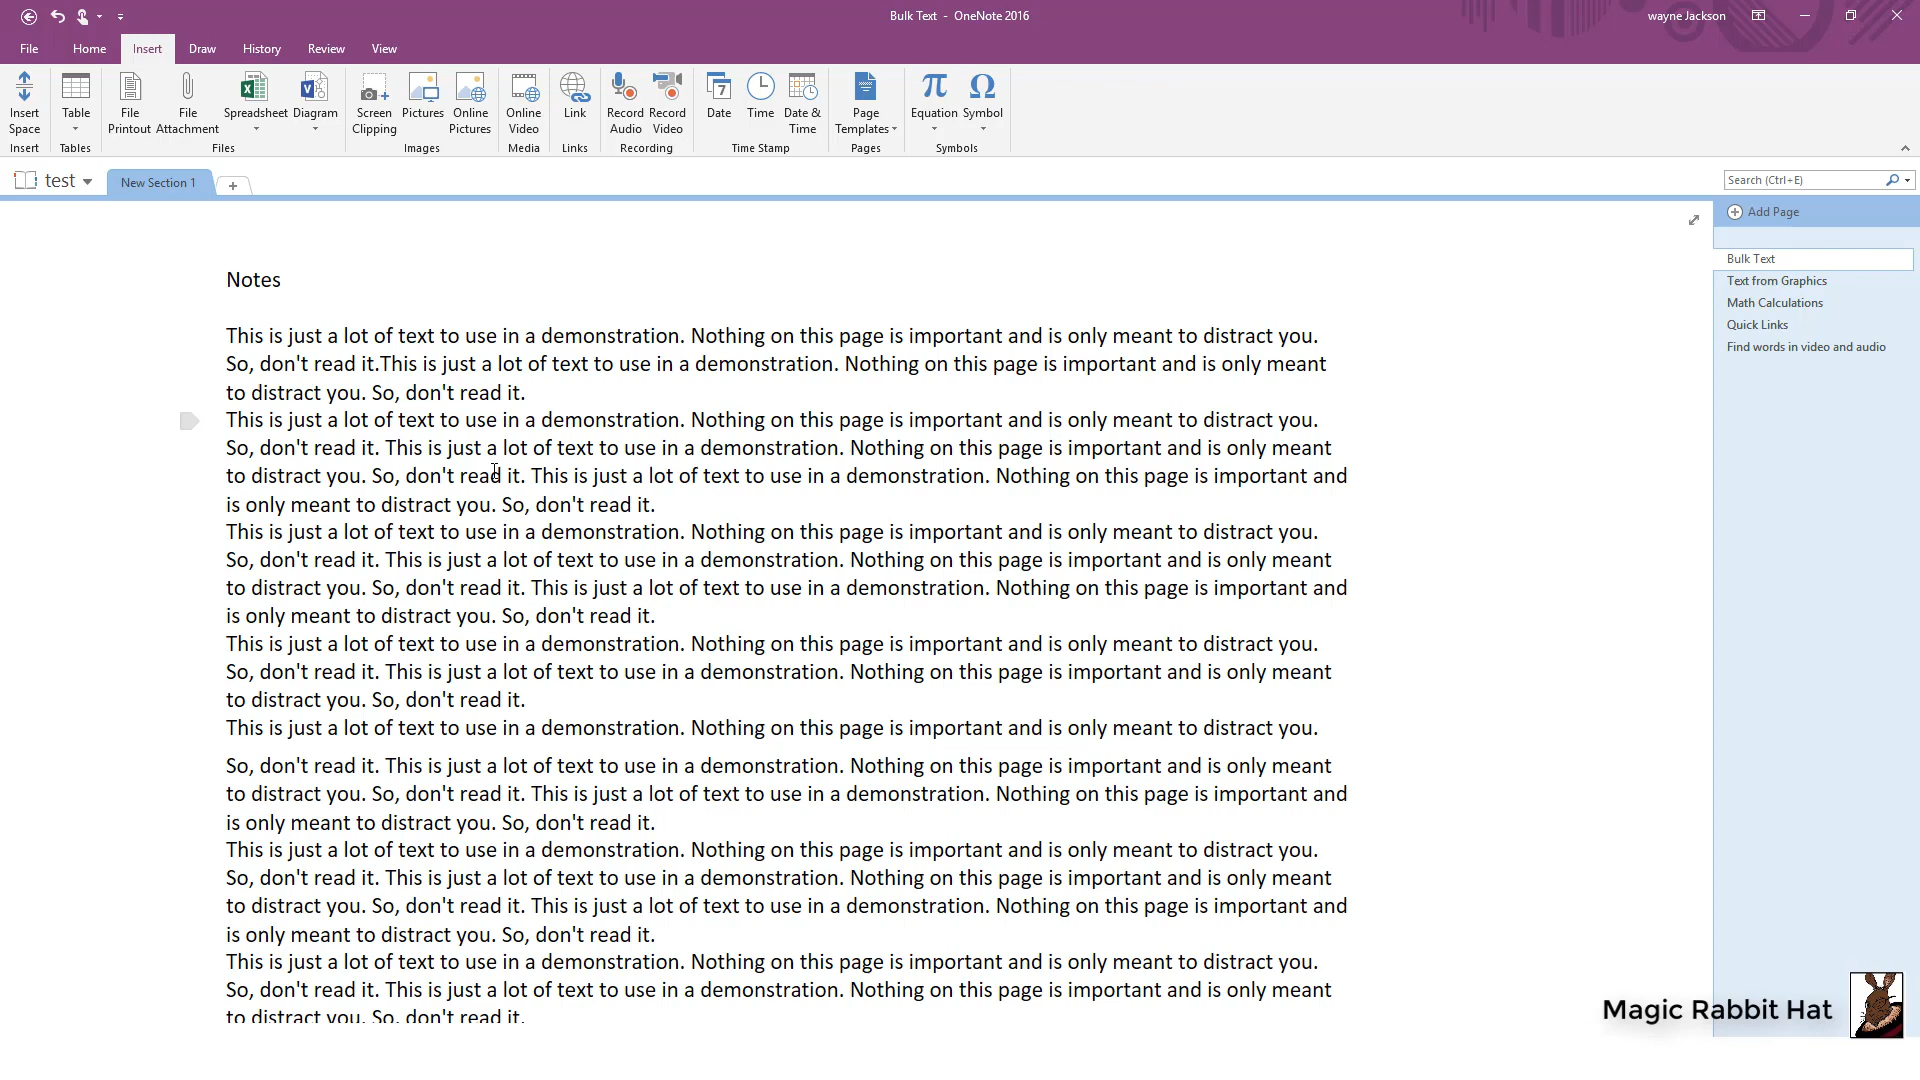 Bulk Text - OneNote 2016
wayne Jackson
File Home Insert Draw History Review View
Insert Space
Table
File Printout
File Attachment
Spreadsheet
Diagram
Screen Clipping
Pictures
Online Pictures
Online Video
Link
Record Audio
Record Video
7
Date
Time
Date & Time
Page Templates
π
Equation
Ω
Symbol
Insert Tables Files Images Media Links Recording Time Stamp Pages Symbols
test
New Section 1
Search (Ctrl+E)
Add Page
Bulk Text
Text from Graphics
Math Calculations
Quick Links
Find words in video and audio
Notes
This is just a lot of text to use in a demonstration. Nothing on this page is important and is only meant to distract you.
So, don't read it.This is just a lot of text to use in a demonstration. Nothing on this page is important and is only meant
to distract you. So, don't read it.
This is just a lot of text to use in a demonstration. Nothing on this page is important and is only meant to distract you.
So, don't read it. This is just a lot of text to use in a demonstration. Nothing on this page is important and is only meant
to distract you. So, don't read it. This is just a lot of text to use in a demonstration. Nothing on this page is important and
is only meant to distract you. So, don't read it.
This is just a lot of text to use in a demonstration. Nothing on this page is important and is only meant to distract you.
So, don't read it. This is just a lot of text to use in a demonstration. Nothing on this page is important and is only meant
to distract you. So, don't read it. This is just a lot of text to use in a demonstration. Nothing on this page is important and
is only meant to distract you. So, don't read it.
This is just a lot of text to use in a demonstration. Nothing on this page is important and is only meant to distract you.
So, don't read it. This is just a lot of text to use in a demonstration. Nothing on this page is important and is only meant
to distract you. So, don't read it.
This is just a lot of text to use in a demonstration. Nothing on this page is important and is only meant to distract you.
So, don't read it. This is just a lot of text to use in a demonstration. Nothing on this page is important and is only meant
to distract you. So, don't read it. This is just a lot of text to use in a demonstration. Nothing on this page is important and
is only meant to distract you. So, don't read it.
This is just a lot of text to use in a demonstration. Nothing on this page is important and is only meant to distract you.
So, don't read it. This is just a lot of text to use in a demonstration. Nothing on this page is important and is only meant
to distract you. So, don't read it. This is just a lot of text to use in a demonstration. Nothing on this page is important and
is only meant to distract you. So, don't read it.
This is just a lot of text to use in a demonstration. Nothing on this page is important and is only meant to distract you.
So, don't read it. This is just a lot of text to use in a demonstration. Nothing on this page is important and is only meant
to distract you. So, don't read it.
Magic Rabbit Hat